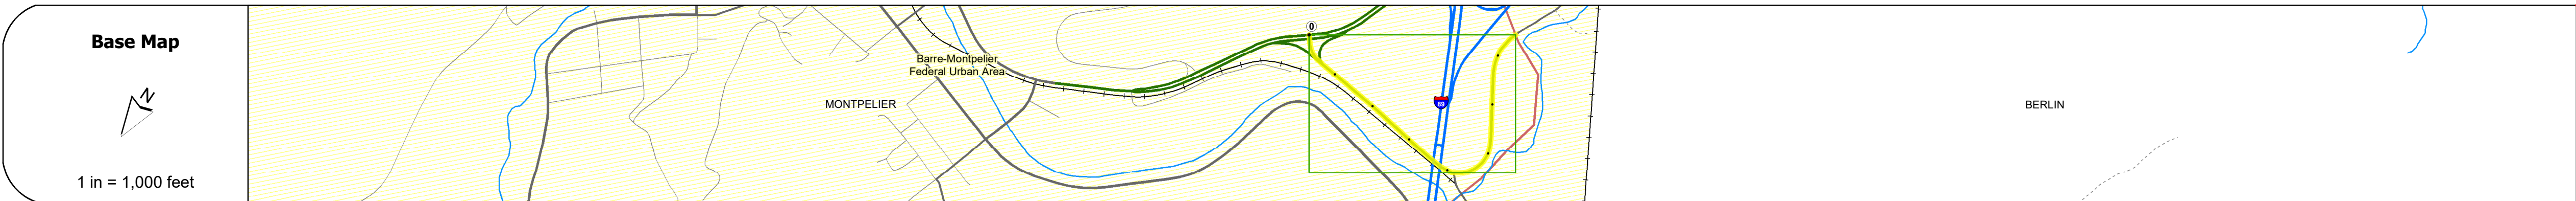 Base Map
N
1 in = 1,000 feet
0
Barre-Montpelier
Federal Urban Area
MONTPELIER
89
BERLIN